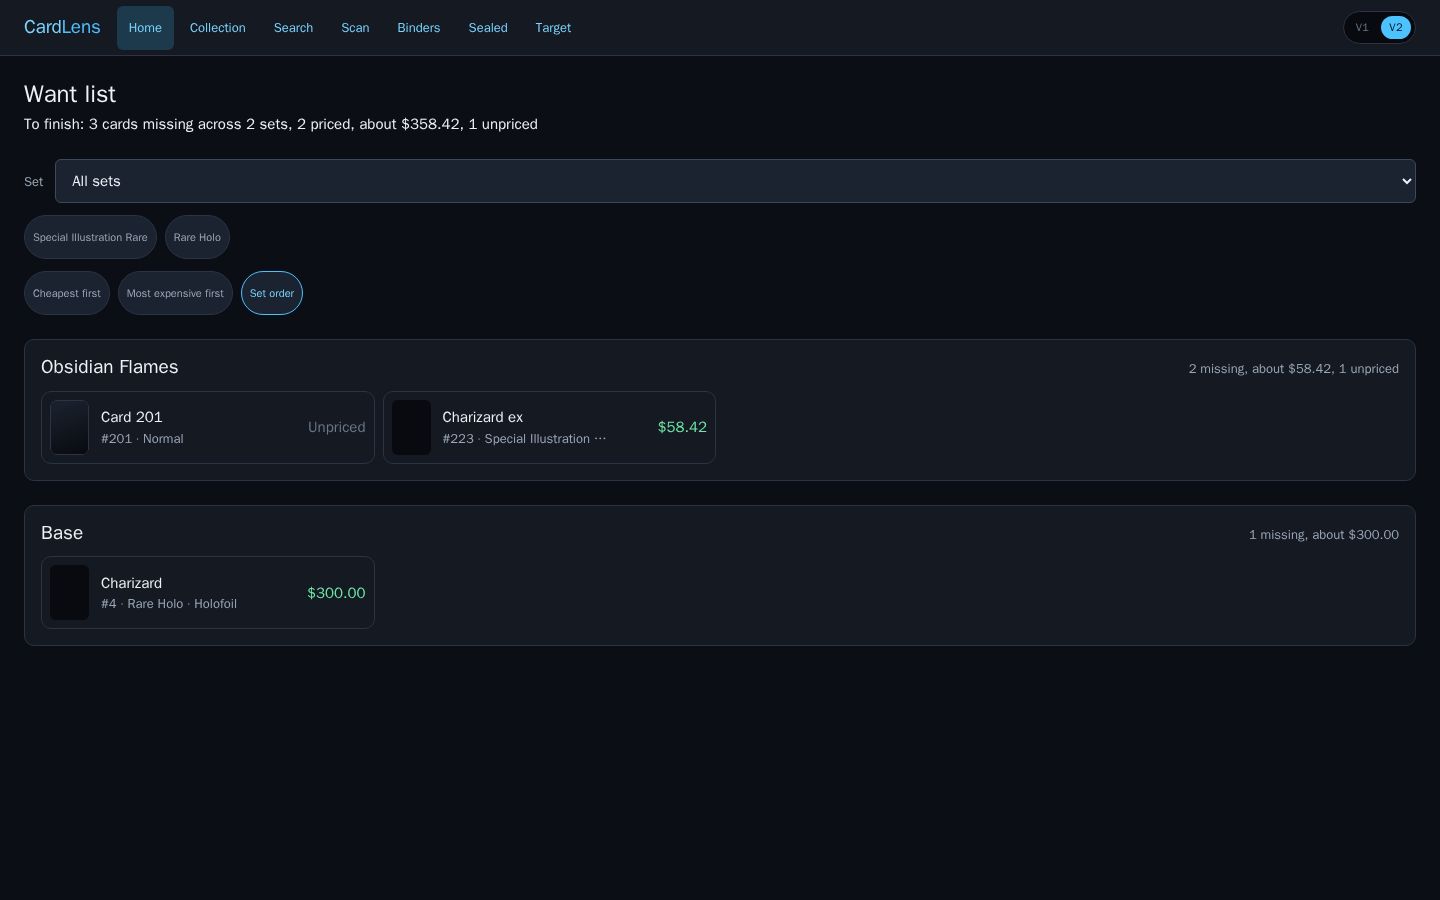 CardLens Home Collection Search Scan Binders Sealed Target V1 V2
Want list
To finish: 3 cards missing across 2 sets, 2 priced, about $358.42, 1 unpriced
Set All sets
Special Illustration Rare Rare Holo
Cheapest first Most expensive first Set order
Obsidian Flames 2 missing, about $58.42, 1 unpriced
Card 201 Unpriced Charizard ex $58.42
#201 · Normal #223 · Special Illustration ···
Base 1 missing, about $300.00
Charizard $300.00
#4 · Rare Holo · Holofoil